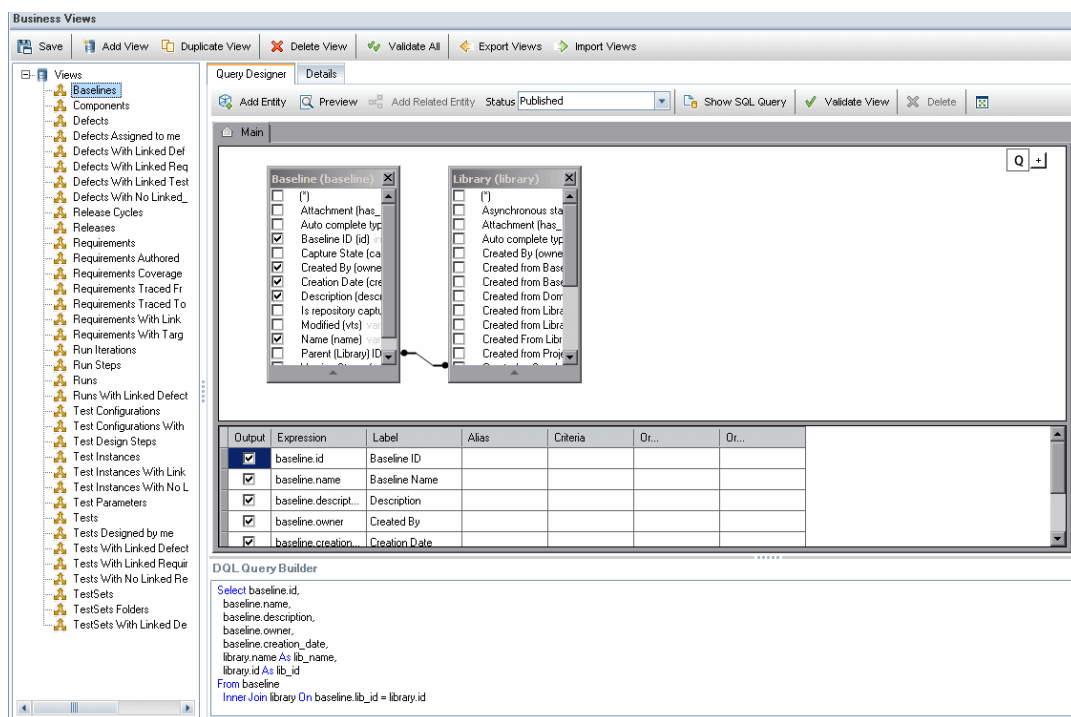 Business Views
Save Add View Duplicate View Delete View Validate All Export Views Import Views
Views
Baselines
Components
Defects
Defects Assigned to me
Defects With Linked Def
Defects With Linked Req
Defects With Linked Test
Defects With No Linked_
Release Cycles
Releases
Requirements
Requirements Authored
Requirements Coverage
Requirements Traced Fr
Requirements Traced To
Requirements With Link
Requirements With Targ
Run Iterations
Run Steps
Runs
Runs With Linked Defect
Test Configurations
Test Configurations With
Test Design Steps
Test Instances
Test Instances With Link
Test Instances With No L
Test Parameters
Tests
Tests Designed by me
Tests With Linked Defect
Tests With Linked Requir
Tests With No Linked Re
TestSets
TestSets Folders
TestSets With Linked De
Query Designer Details
Add Entity Preview Add Related Entity Status Published Show SQL Query Validate View Delete
Main
Q +
Baseline (baseline)
(*)
Attachment (has_
Auto complete typ
Baseline ID (id)
Capture State (ca
Created By (owne
Creation Date (cre
Description (descr
Is repository captu
Modified (vts) var
Name (name) var
Parent (Library) ID
Library (library)
(*)
Asynchronous sta
Attachment (has_
Auto complete typ
Created By (owne
Created from Base
Created from Base
Created from Dom
Created from Libra
Created from Libra
Created From Libr
Created from Proje
Output Expression Label Alias Criteria Or... Or...
baseline.id Baseline ID
baseline.name Baseline Name
baseline.descript... Description
baseline.owner Created By
baseline.creation... Creation Date
DQL Query Builder
Select baseline.id,
baseline.name,
baseline.description,
baseline.owner,
baseline.creation_date,
library.name As lib_name,
library.id As lib_id
From baseline
Inner Join library On baseline.lib_id = library.id